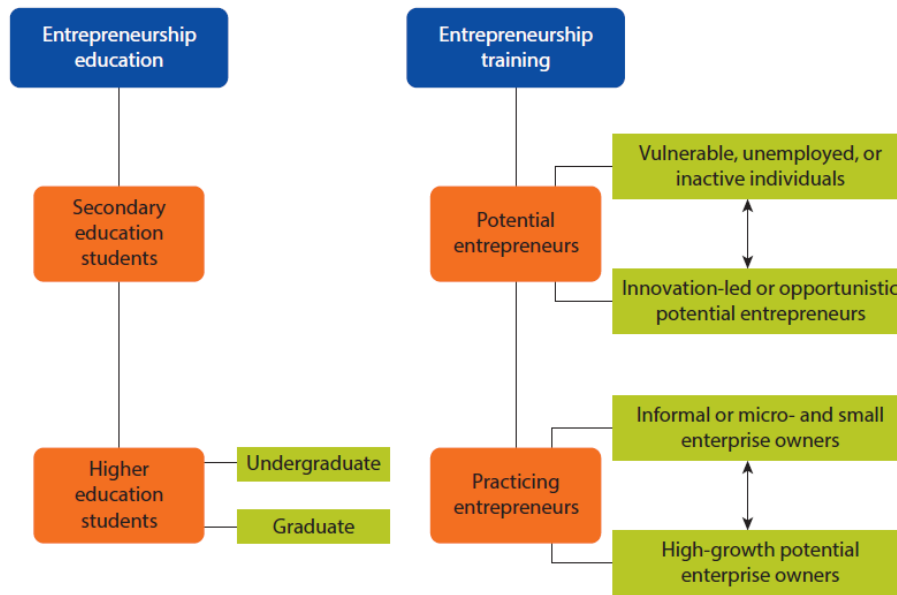 Entrepreneurship
education
Secondary
education
students
Higher
education
students
Undergraduate
Graduate
Entrepreneurship
training
Potential
entrepreneurs
Vulnerable, unemployed, or
inactive individuals
Innovation-led or opportunistic
potential entrepreneurs
Practicing
entrepreneurs
Informal or micro- and small
enterprise owners
High-growth potential
enterprise owners